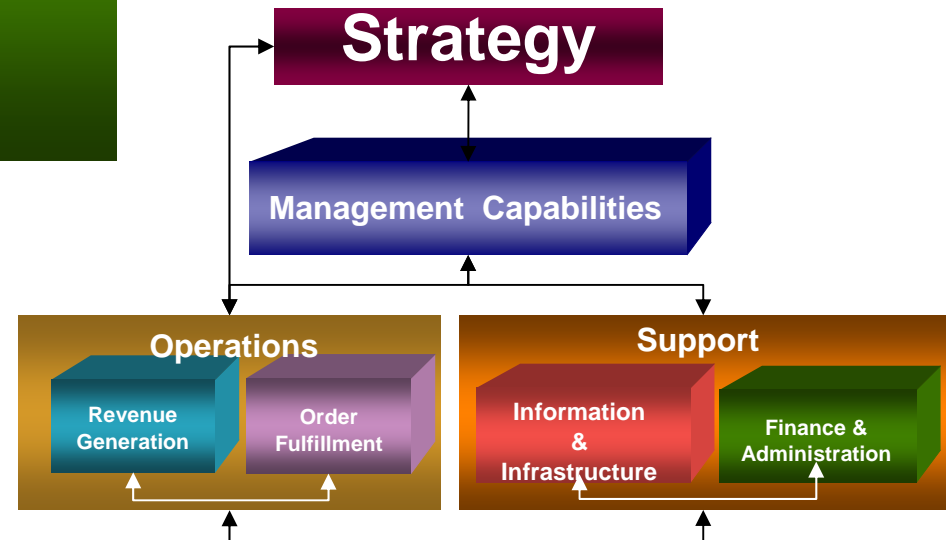 Strategy
Management Capabilities
Operations
Support
Revenue
Generation
Order
Fulfillment
Information
&
Infrastructure
Finance &
Administration